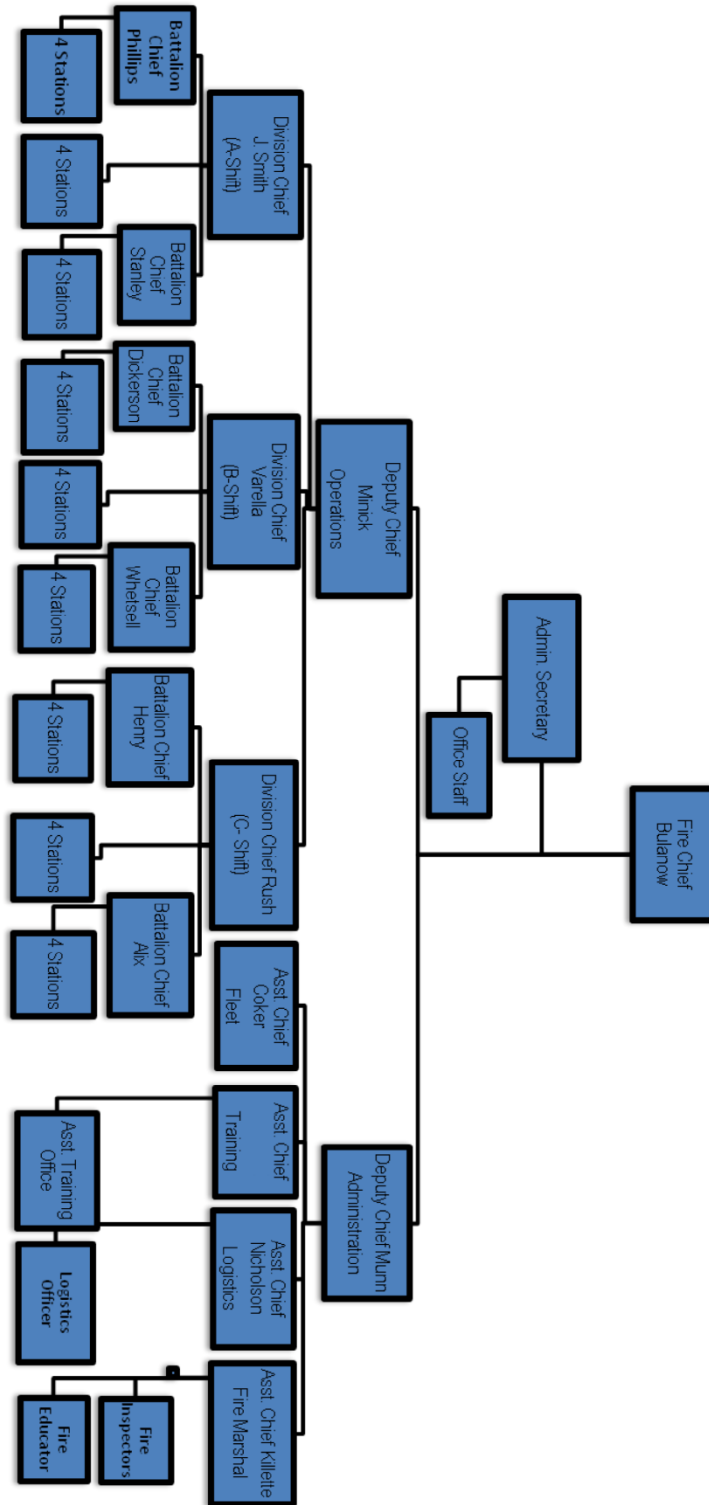 Fire Chief
Bulanow
Admin. Secretary
Office Staff
Deputy Chief
Minick
Operations
Deputy Chief Munn
Administration
Division Chief
J. Smith
(A-Shift)
Division Chief
Varella
(B-Shift)
Division Chief Rush
(C- Shift)
Asst. Chief
Coker
Fleet
Asst. Chief
Training
Asst. Chief
Nicholson
Logistics
Asst. Chief Killette
Fire Marshal
Battalion
Chief
Phillips
Battalion
Chief
Stanley
Battalion
Chief
Dickerson
Battalion
Chief
Whetsell
Battalion Chief
Henry
Battalion Chief
Alix
4 Stations
4 Stations
4 Stations
4 Stations
4 Stations
4 Stations
4 Stations
4 Stations
4 Stations
Asst. Training
Office
Logistics
Officer
Fire
Inspectors
Fire
Educator